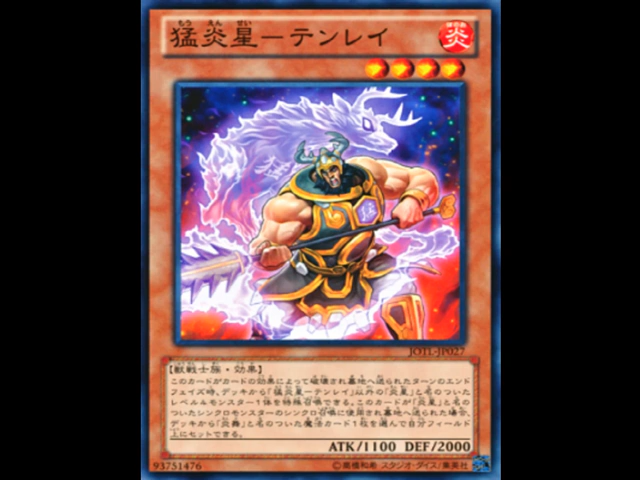 猛炎星－テンレイ
炎
JOTL-JP027
【獣戦士族・効果】
このカードがカードの効果によって破壊され墓地へ送られたターンのエンド
フェイズ時、デッキから「猛炎星－テンレイ」以外の「炎星」と名のついた
レベル４モンスター１体を特殊召喚できる。このカードが「炎星」と名の
ついたシンクロモンスターのシンクロ召喚に使用され墓地へ送られた場合、
デッキから「炎舞」と名のついた魔法カード１枚を選んで自分フィールド
上にセットできる。
ATK/1100 DEF/2000
93751476
©高橋和希 スタジオ・ダイス/集英社